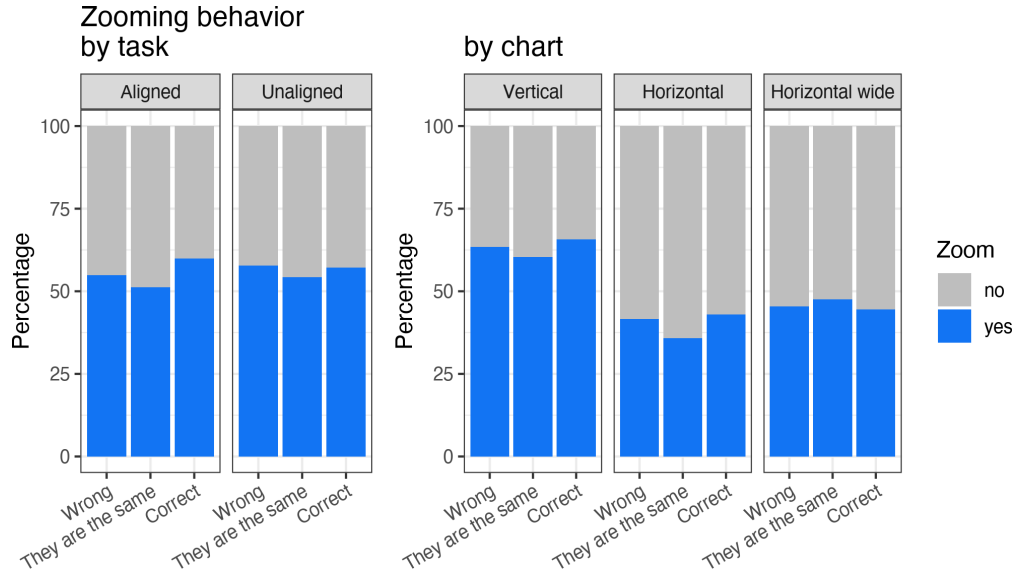 Zooming behavior
by task
by chart
Aligned
Unaligned
Vertical
Horizontal
Horizontal wide
Percentage
100
75
50
25
0
Wrong
They are the same
Correct
Wrong
They are the same
Correct
Percentage
100
75
50
25
0
Wrong
They are the same
Correct
Wrong
They are the same
Correct
Wrong
They are the same
Correct
Zoom
no
yes